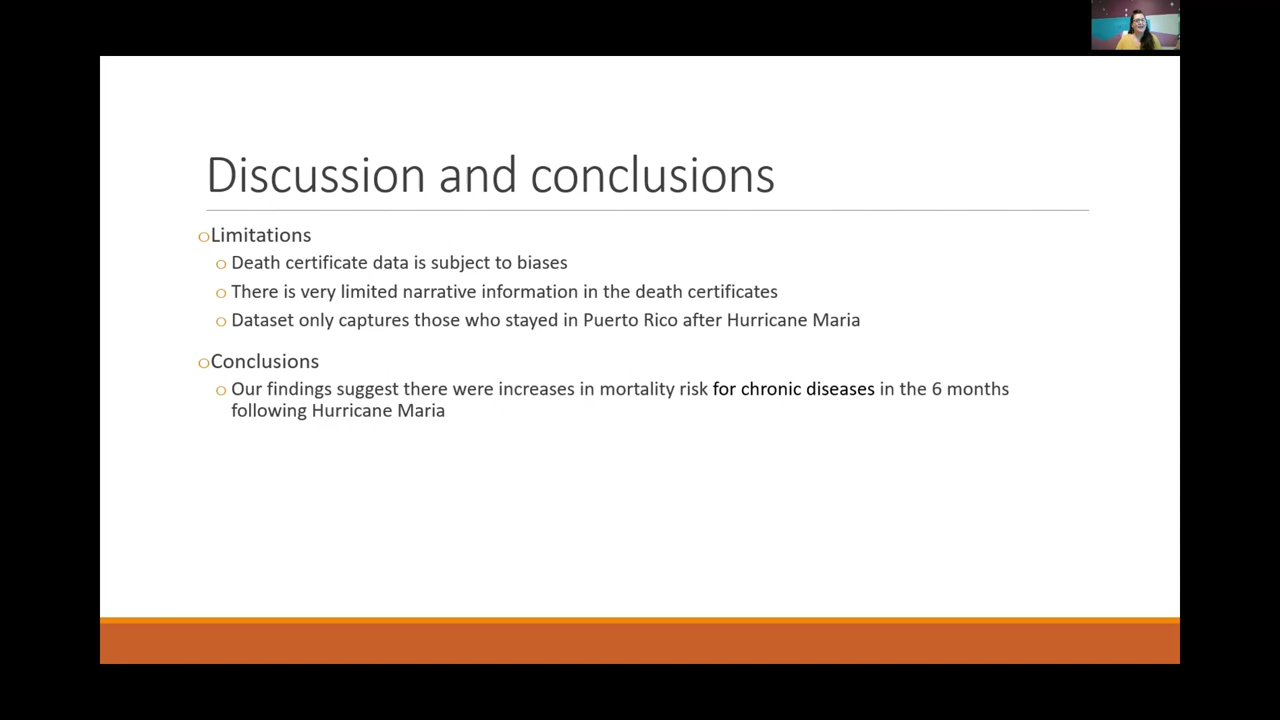 Discussion and conclusions
Limitations
Death certificate data is subject to biases
There is very limited narrative information in the death certificates
Dataset only captures those who stayed in Puerto Rico after Hurricane Maria
Conclusions
Our findings suggest there were increases in mortality risk for chronic diseases in the 6 months
following Hurricane Maria